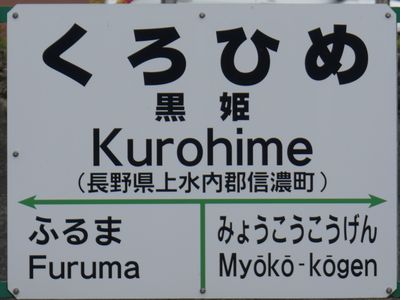 くろひめ
黒姫
Kurohime
(長野県上水内郡信濃町)
ふるま みょうこうこうげん
Furuma Myōkō-kōgen